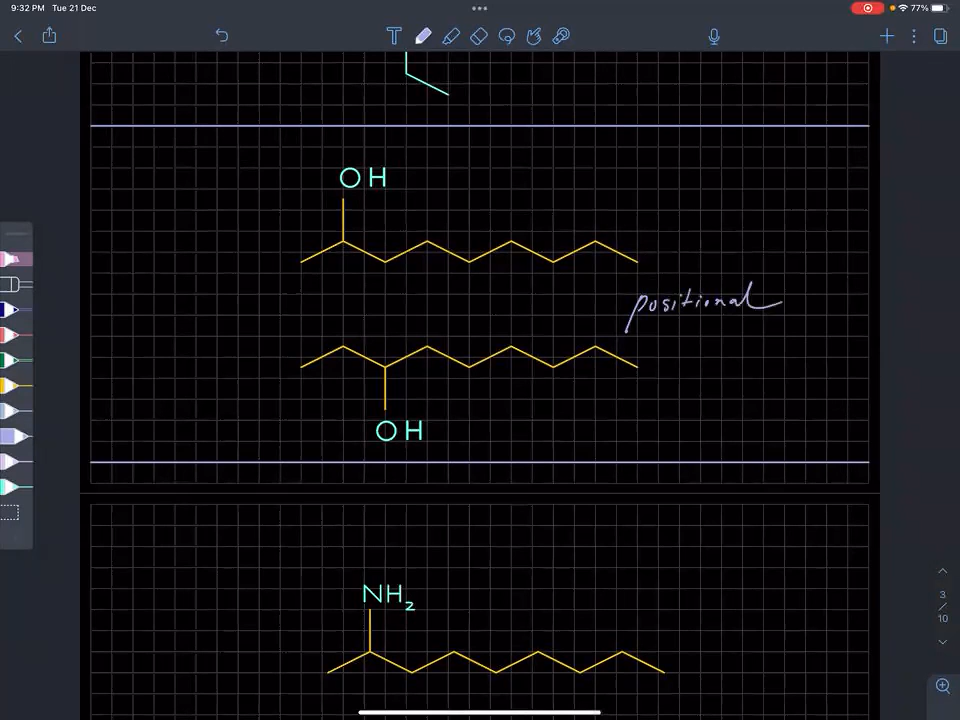 9:32 PM Tue 21 Dec
77%
T
OH
positional
OH
NH₂
3
/
10